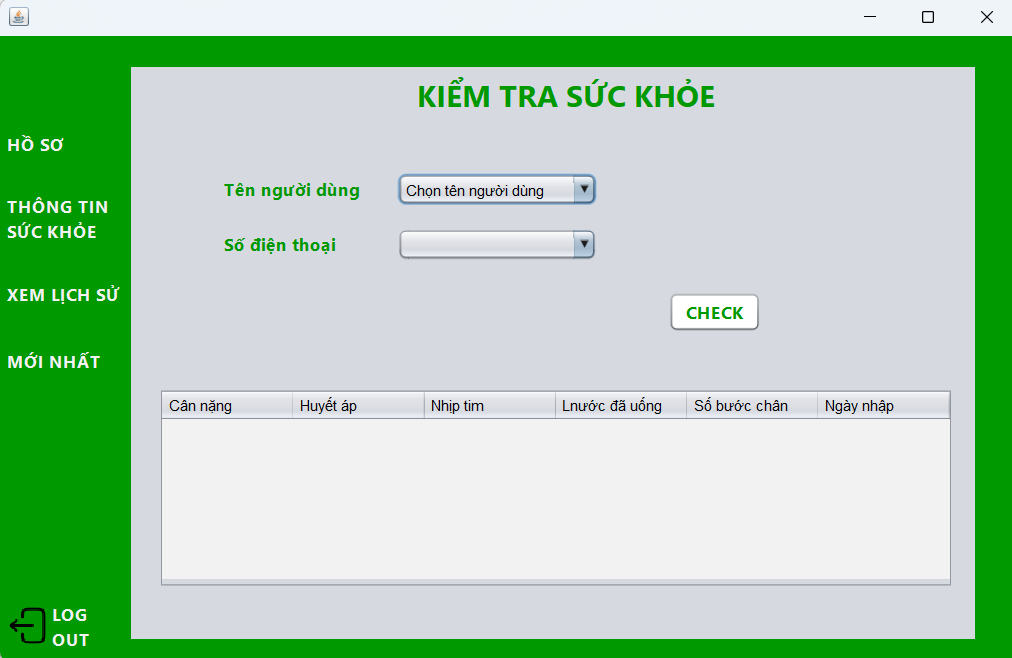 KIỂM TRA SỨC KHỎE
HỒ SƠ
THÔNG TIN
SỨC KHỎE
XEM LỊCH SỬ
MỚI NHẤT
LOG
OUT
Tên người dùng
Chọn tên người dùng
Số điện thoại
CHECK
Cân nặng Huyết áp Nhịp tim Lnước đã uống Số bước chân Ngày nhập